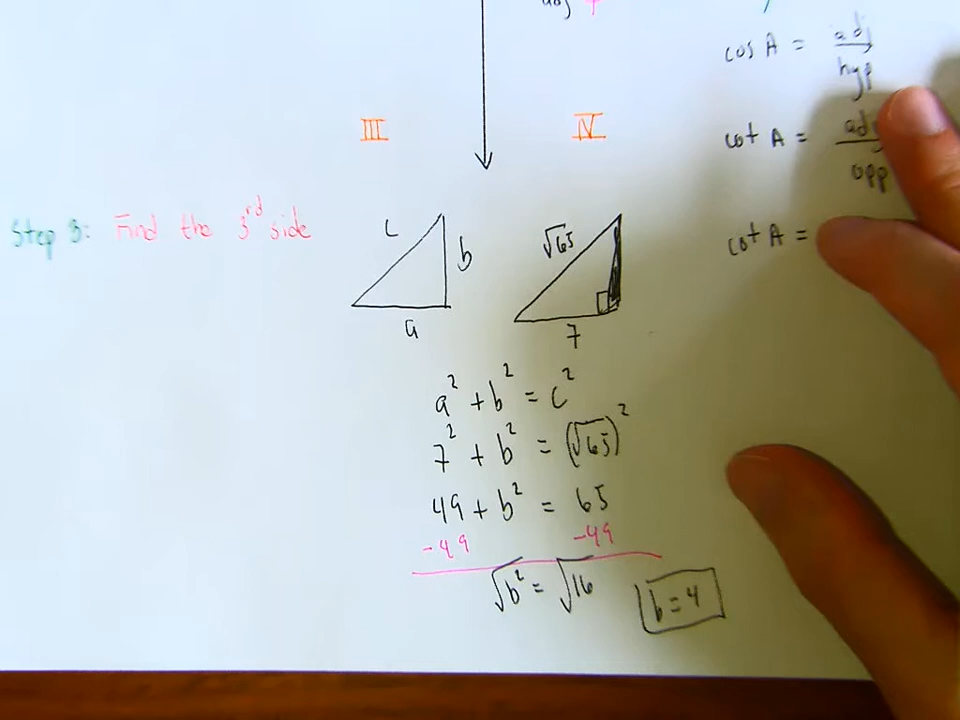 adj
cos A = adj/hyp
III
IV
cot A = adj/opp
Step 3: Find the 3rd side
c
b
a
√65
7
cot A =
a² + b² = c²
7² + b² = (√65)²
49 + b² = 65
-49 -49
√b² = √16
b = 4